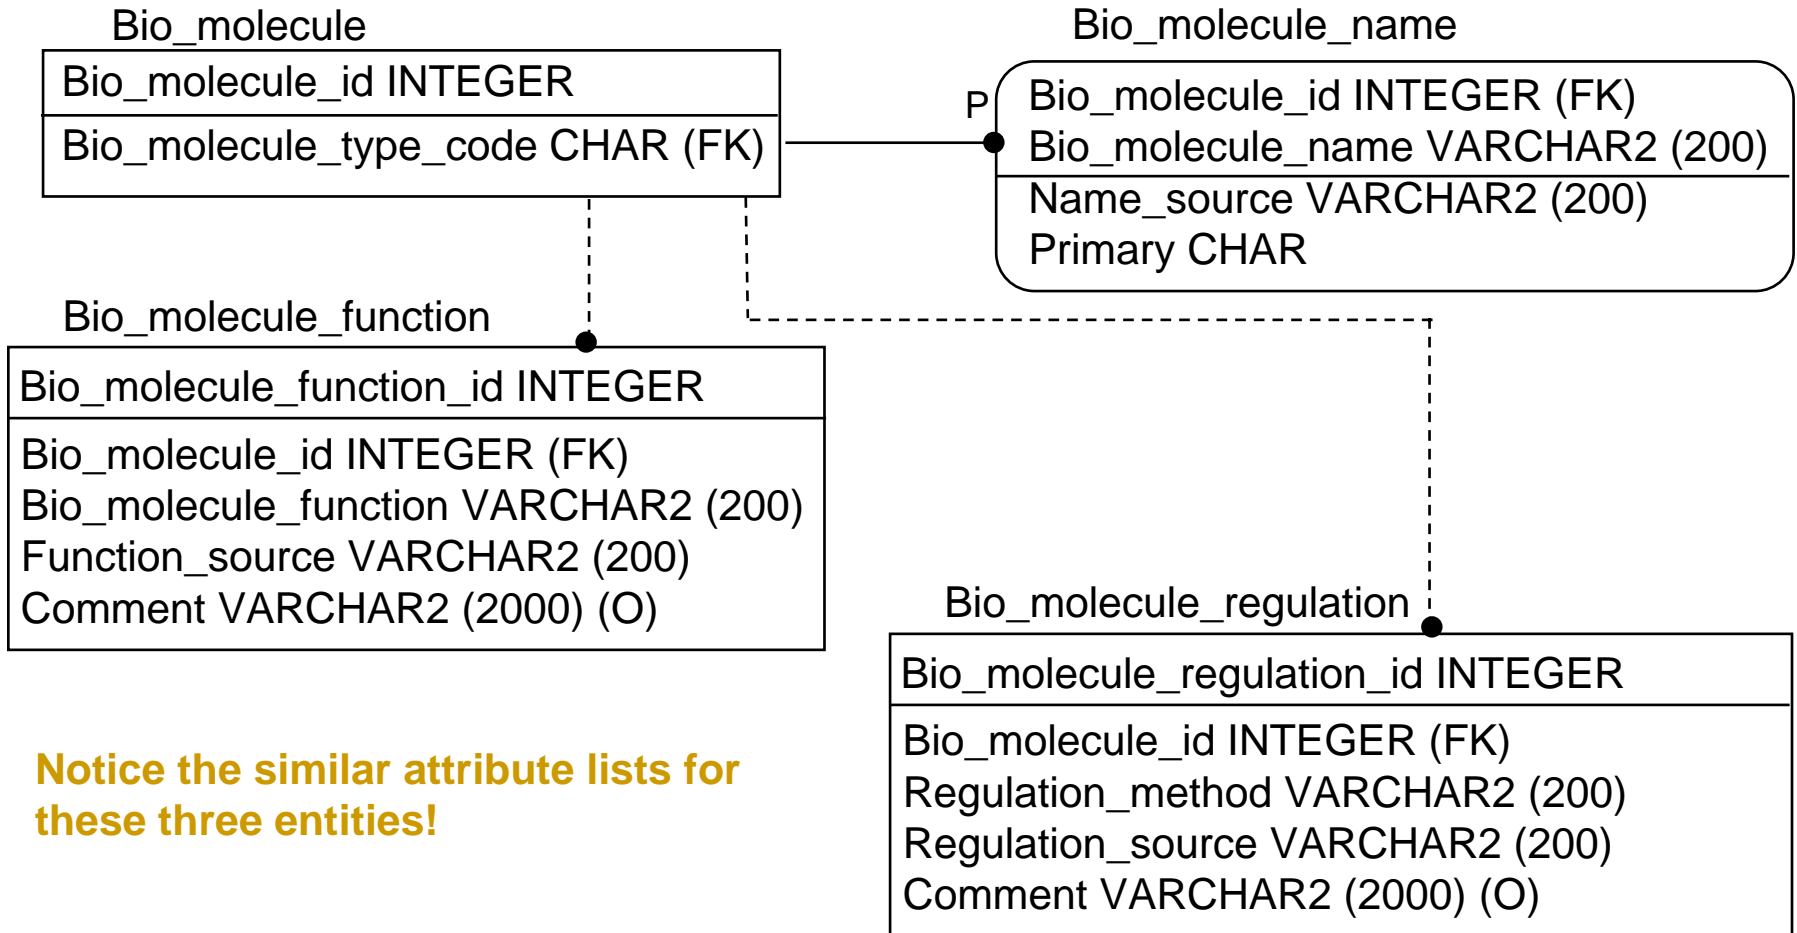 Bio_molecule
Bio_molecule_id INTEGER
Bio_molecule_type_code CHAR (FK)
Bio_molecule_name
P
Bio_molecule_id INTEGER (FK)
Bio_molecule_name VARCHAR2 (200)
Name_source VARCHAR2 (200)
Primary CHAR
Bio_molecule_function
Bio_molecule_function_id INTEGER
Bio_molecule_id INTEGER (FK)
Bio_molecule_function VARCHAR2 (200)
Function_source VARCHAR2 (200)
Comment VARCHAR2 (2000) (O)
Bio_molecule_regulation
Bio_molecule_regulation_id INTEGER
Bio_molecule_id INTEGER (FK)
Regulation_method VARCHAR2 (200)
Regulation_source VARCHAR2 (200)
Comment VARCHAR2 (2000) (O)
Notice the similar attribute lists for
these three entities!